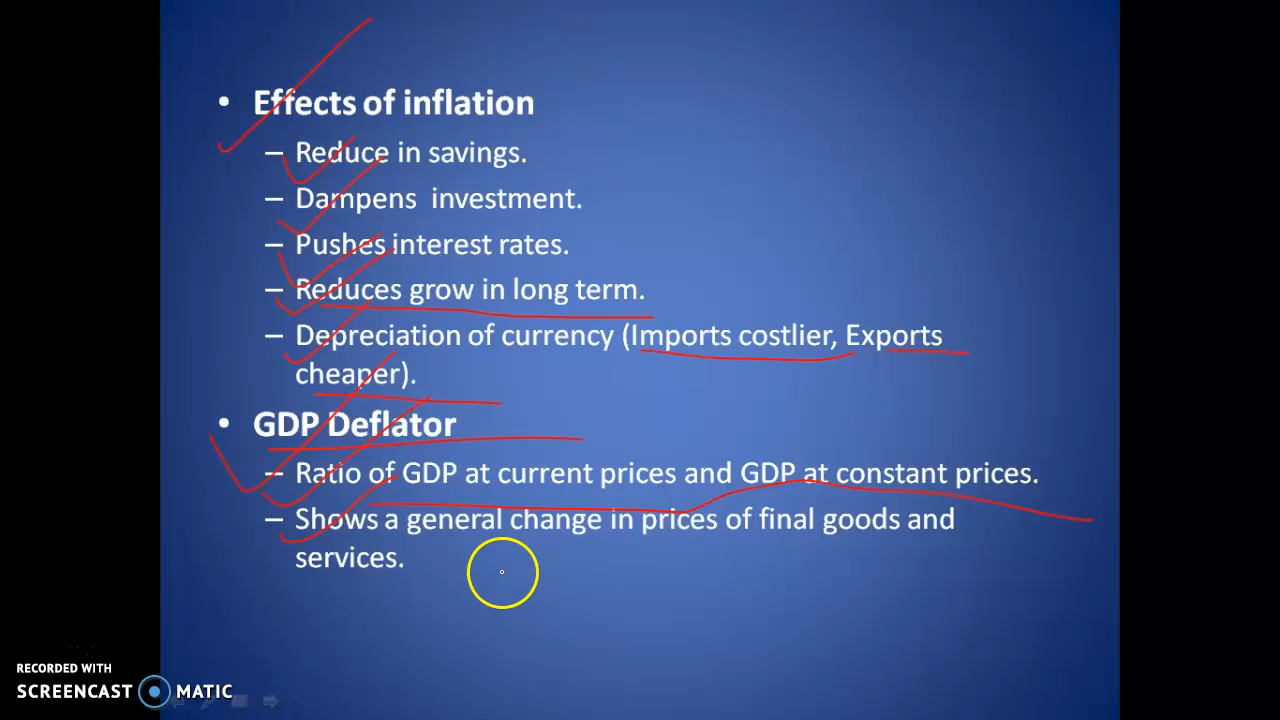 • Effects of inflation
– Reduce in savings.
– Dampens investment.
– Pushes interest rates.
– Reduces grow in long term.
– Depreciation of currency (Imports costlier, Exports
cheaper).
• GDP Deflator
– Ratio of GDP at current prices and GDP at constant prices.
– Shows a general change in prices of final goods and
services.
RECORDED WITH
SCREENCAST MATIC